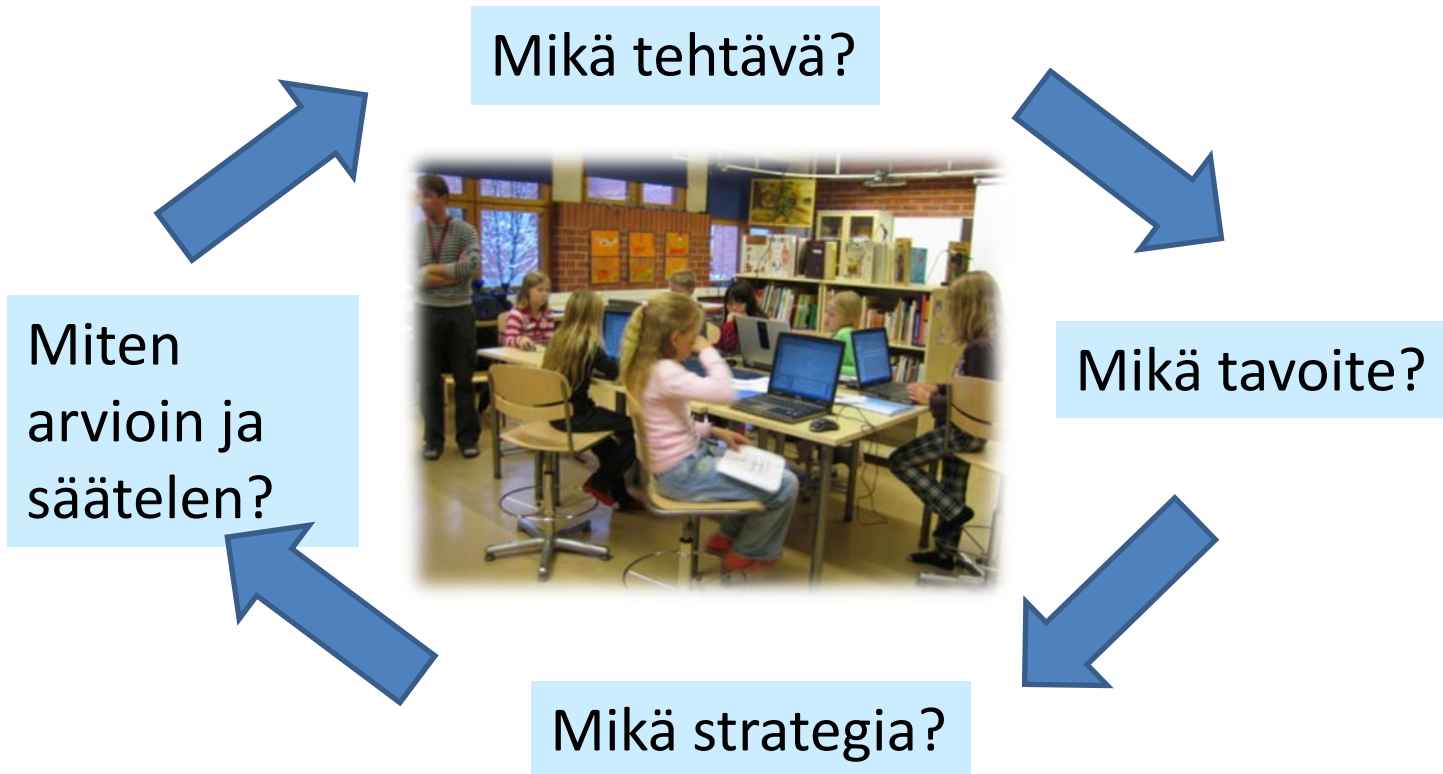 Mikä tehtävä?
Mikä tavoite?
Mikä strategia?
Miten
arvioin ja
säätelen?